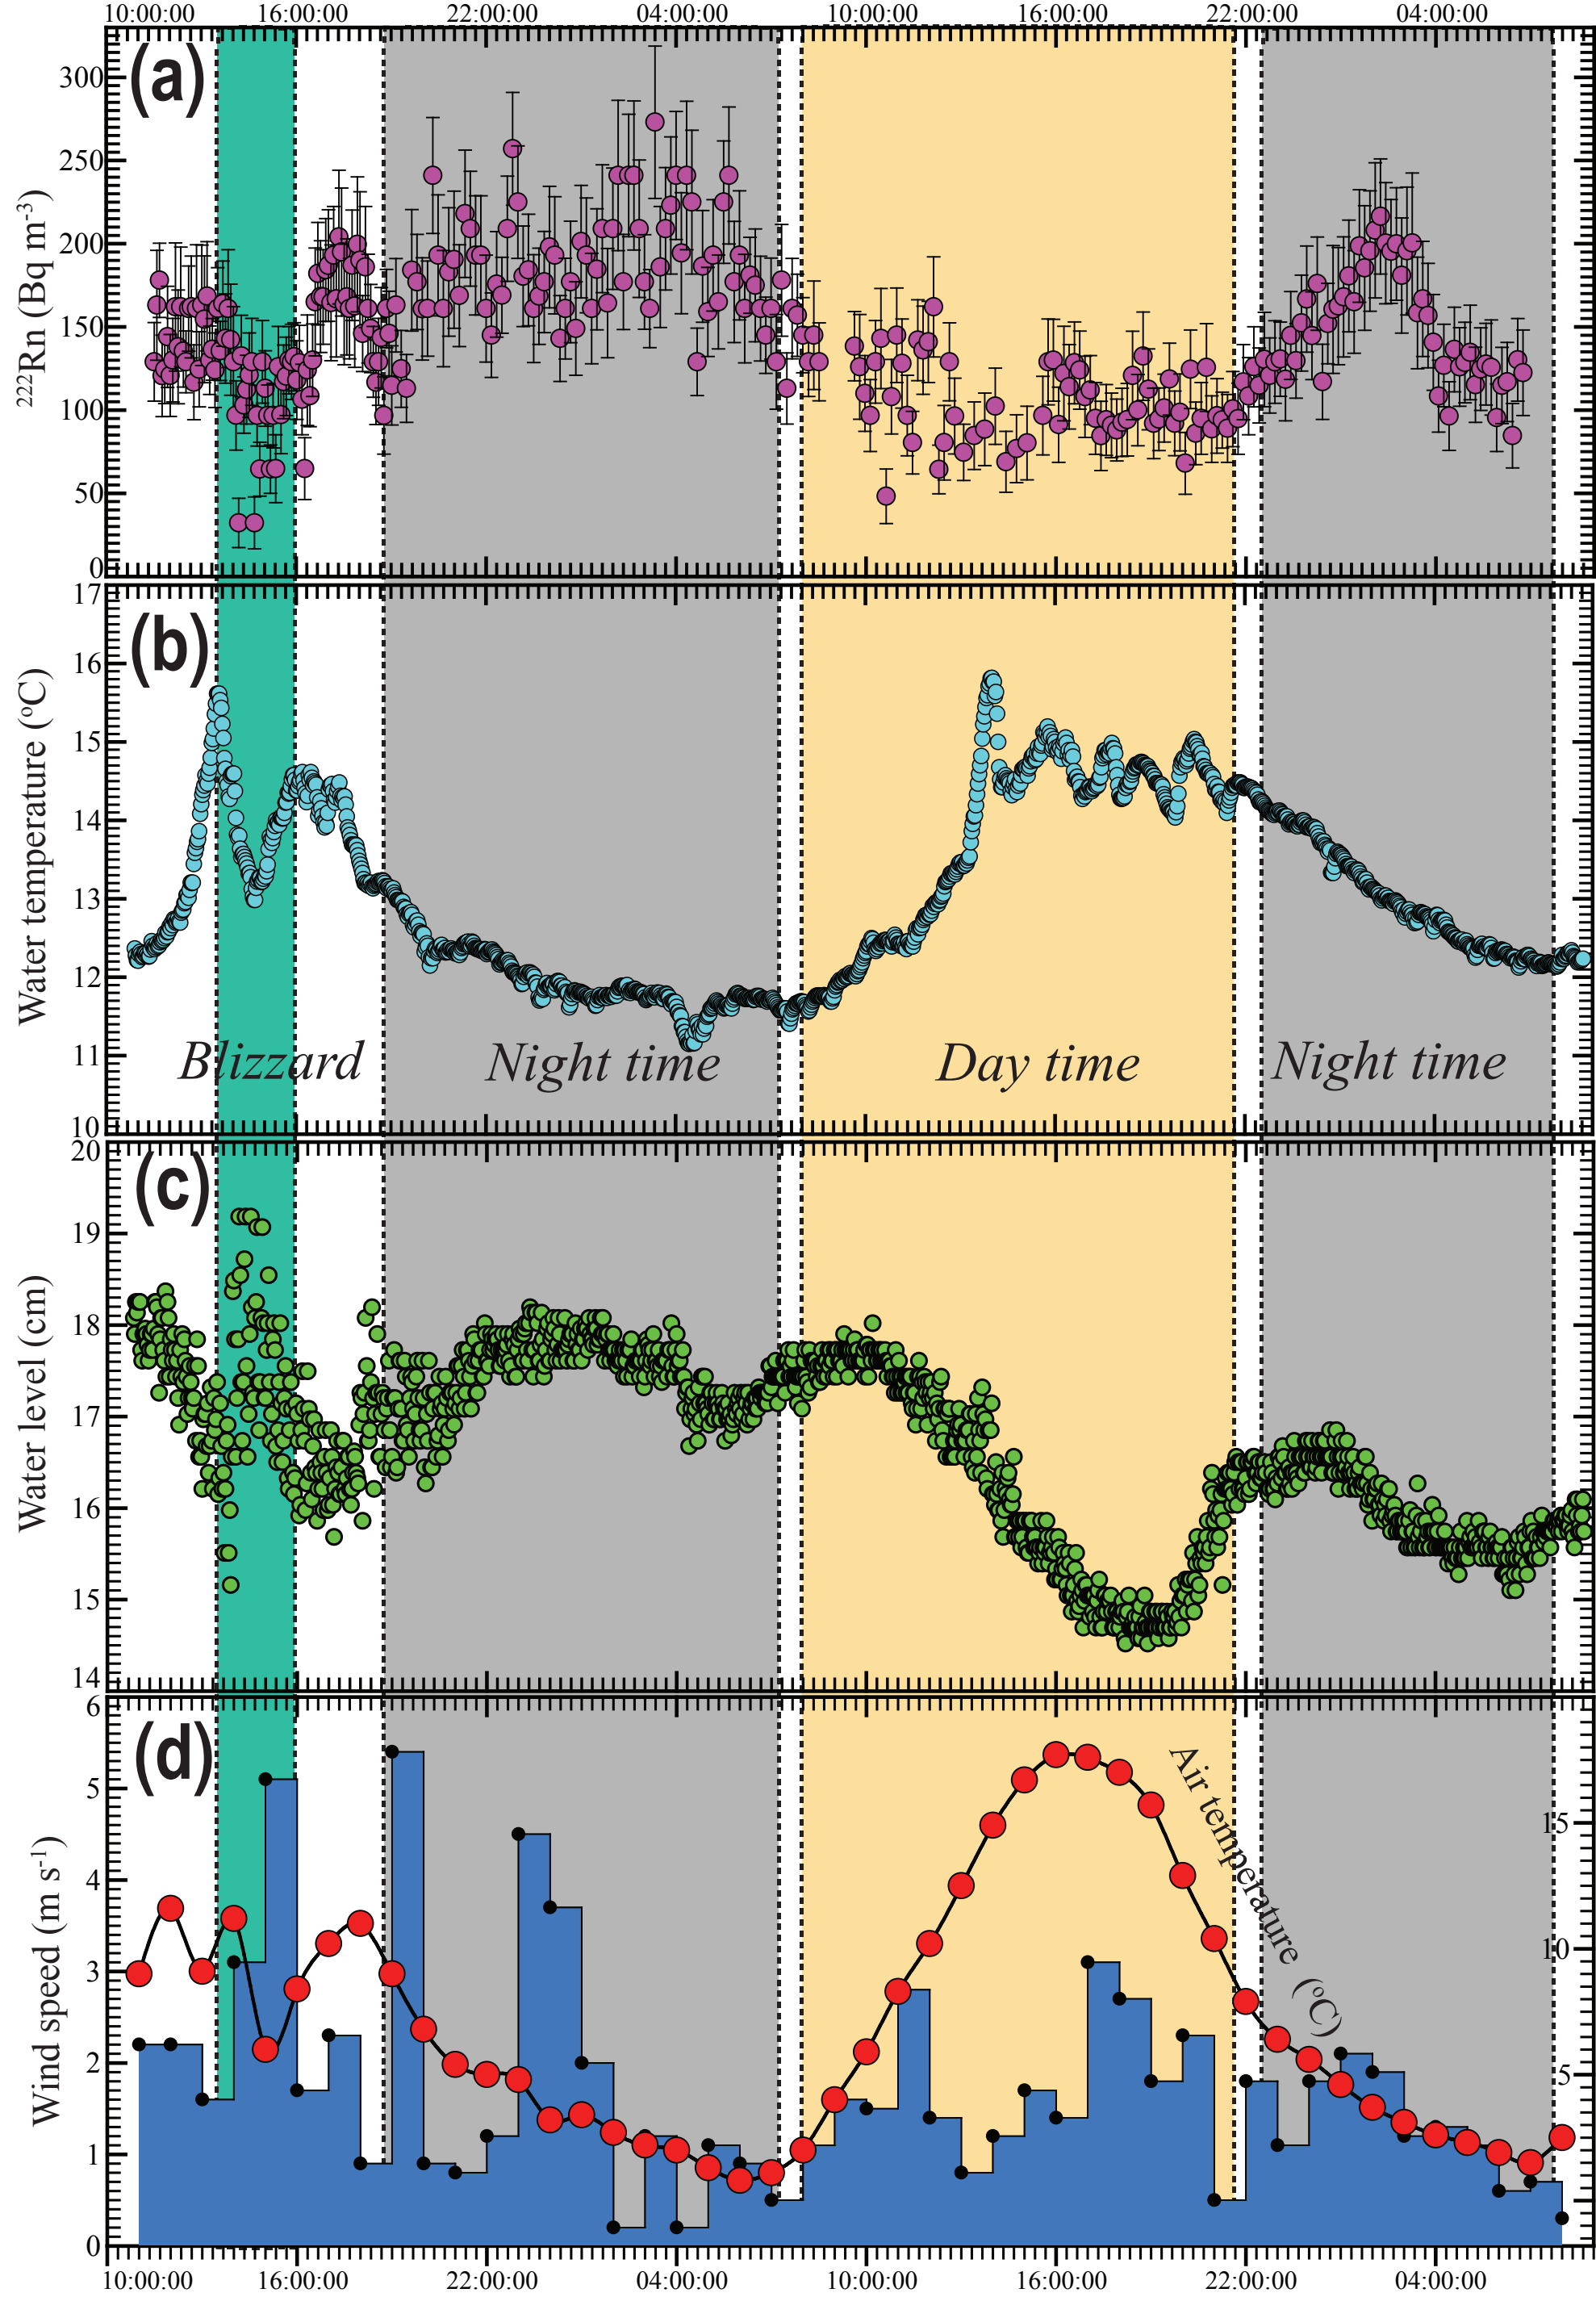 10:00:00 16:00:00 22:00:00 04:00:00 10:00:00 16:00:00 22:00:00 04:00:00
(a)
300
250
200
150
100
50
0
²²²Rn (Bq m⁻³)
(b)
17
16
15
14
13
12
11
10
Water temperature (ºC)
Blizzard Night time Day time Night time
(c)
20
19
18
17
16
15
14
Water level (cm)
(d)
6
5
4
3
2
1
0
Wind speed (m s⁻¹)
Air temperature (ºC)
15
10
5
10:00:00 16:00:00 22:00:00 04:00:00 10:00:00 16:00:00 22:00:00 04:00:00